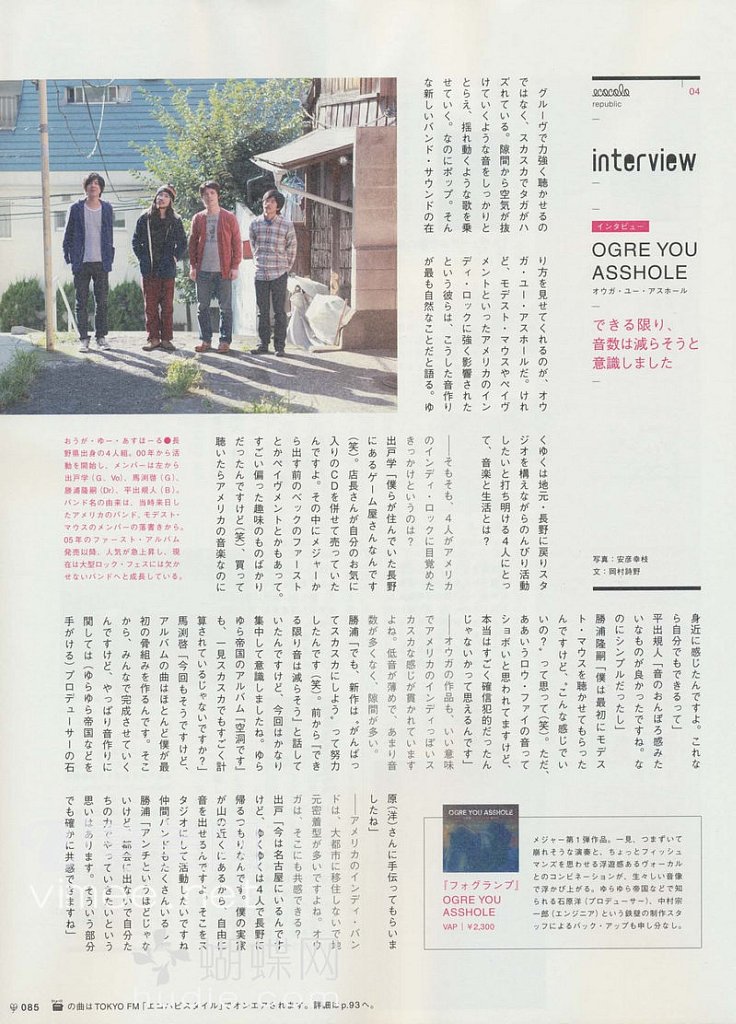 ecocolo
republic
04
interview
インタビュー
OGRE YOU
ASSHOLE
オウガ・ユー・アスホール
できる限り、
音数は減らそうと
意識しました
写真：安彦幸枝
文：岡村詩野
グルーヴで力強く聴かせるの
ではなく、スカスカでタガがハ
ズれている。隙間から空気が抜
けていくような音をしっかりと
とらえ、揺れ動くような歌を乗
せていく。なのにポップ。そん
な新しいバンド・サウンドの在
り方を見せてくれるのが、オウ
ガ・ユー・アスホールだ。けれ
ど、モデスト・マウスやペイヴ
メントといったアメリカのイン
ディ・ロックに強く影響された
という彼らは、こうした音作り
が最も自然なことだと語る。ゆ
くゆくは地元・長野に戻りスタ
ジオを構えながらのんびり活動
したいと打ち明ける4人にとっ
て、音楽と生活とは？
――そもそも、4人がアメリカ
のインディ・ロックに目覚めた
きっかけというのは？
出戸学「僕らが住んでいた長野
にあるゲーム屋さんなんです
（笑）。店長さんが自分のお気に
入りのCDを併せて売っていた
んですよ。その中にメジャーか
ら出す前のベックのファースト
とかペイヴメントとかもあって。
すごい偏った趣味のものばかり
だったんですけど（笑）、買って
聴いたらアメリカの音楽なのに
身近に感じたんですよ。これな
ら自分でもできるって」
平出規人「音のおんぼろ感みた
いなものが良かったですね。な
のにシンプルだったし」
勝浦隆嗣「僕は最初にモデス
ト・マウスを聴かせてもらった
んですけど、“こんな感じでい
いの？”って思って（笑）。ただ、
ああいうロウ・ファイの音って
ショボいと思われてますけど、
本当はすごく確信犯的だったん
じゃないかって思えるんです」
――オウガの作品も、いい意味
でアメリカのインディっぽいス
カスカな感じが貫かれています
よね。低音が薄めで、あまり音
数が多くなく、隙間が多い。
勝浦「でも、新作は“がんばっ
てスカスカにしよう”って努力
したんです（笑）。前から『でき
る限り音は減らそう』と話して
いたんですけど、今回はかなり
集中して意識しましたね。ゆら
ゆら帝国のアルバム『空洞です』
も、一見スカスカでもすごく計
算されているじゃないですか？」
馬渕啓「今回もそうですけど、
アルバムの曲はほとんど僕が最
初の骨組みを作るんです。そこ
から、みんなで完成させていく
んですけど、やっぱり音作りに
関しては（ゆらゆら帝国などを
手がける）プロデューサーの石
原（洋）さんに手伝ってもらいま
したね」
――アメリカのインディ・バン
ドは、大都市に移住しないで地
元密着型が多いですよね。オウ
ガは、そこにも共感できる？
出戸「今は名古屋にいるんです
けど、ゆくゆくは4人で長野に
帰るつもりなんです。僕の実家
が山の近くにあるから、自由に
音を出せるんですよ。そこをス
タジオにして活動したいですね。
仲間バンドもたくさんいるし」
勝浦「アンチというほどじゃな
いけど、都会に出ないで自分た
ちの力でやっていきたいという
思いはあります。そういう部分
でも確かに共感できますね」
おうが・ゆー・あすほーる●長
野県出身の4人組。00年から活
動を開始し、メンバーは左から
出戸学（G、Vo）、馬渕啓（G）、
勝浦隆嗣（Dr）、平出規人（B）。
バンド名の由来は、当時来日し
たアメリカのバンド、モデスト・
マウスのメンバーの落書きから。
05年のファースト・アルバム
発売以降、人気が急上昇し、現
在は大型ロック・フェスには欠か
せないバンドへと成長している。
OGRE YOU ASSHOLE
『フォグランプ』
OGRE YOU
ASSHOLE
VAP｜￥2,300
メジャー第1弾作品。一見、つまずいて
崩れそうな演奏と、ちょっとフィッシュ
マンズを思わせる浮遊感あるヴォーカル
とのコンビネーションが、生々しい音像
で浮かび上がる。ゆらゆら帝国などで知
られる石原洋（プロデューサー）、中村宗
一郎（エンジニア）という鉄壁の制作スタ
ッフによるバック・アップも申し分なし。
085
の曲はTOKYO FM「エコハピスタイル」でオンエアされます。詳細はp.93へ。
蝴蝶网